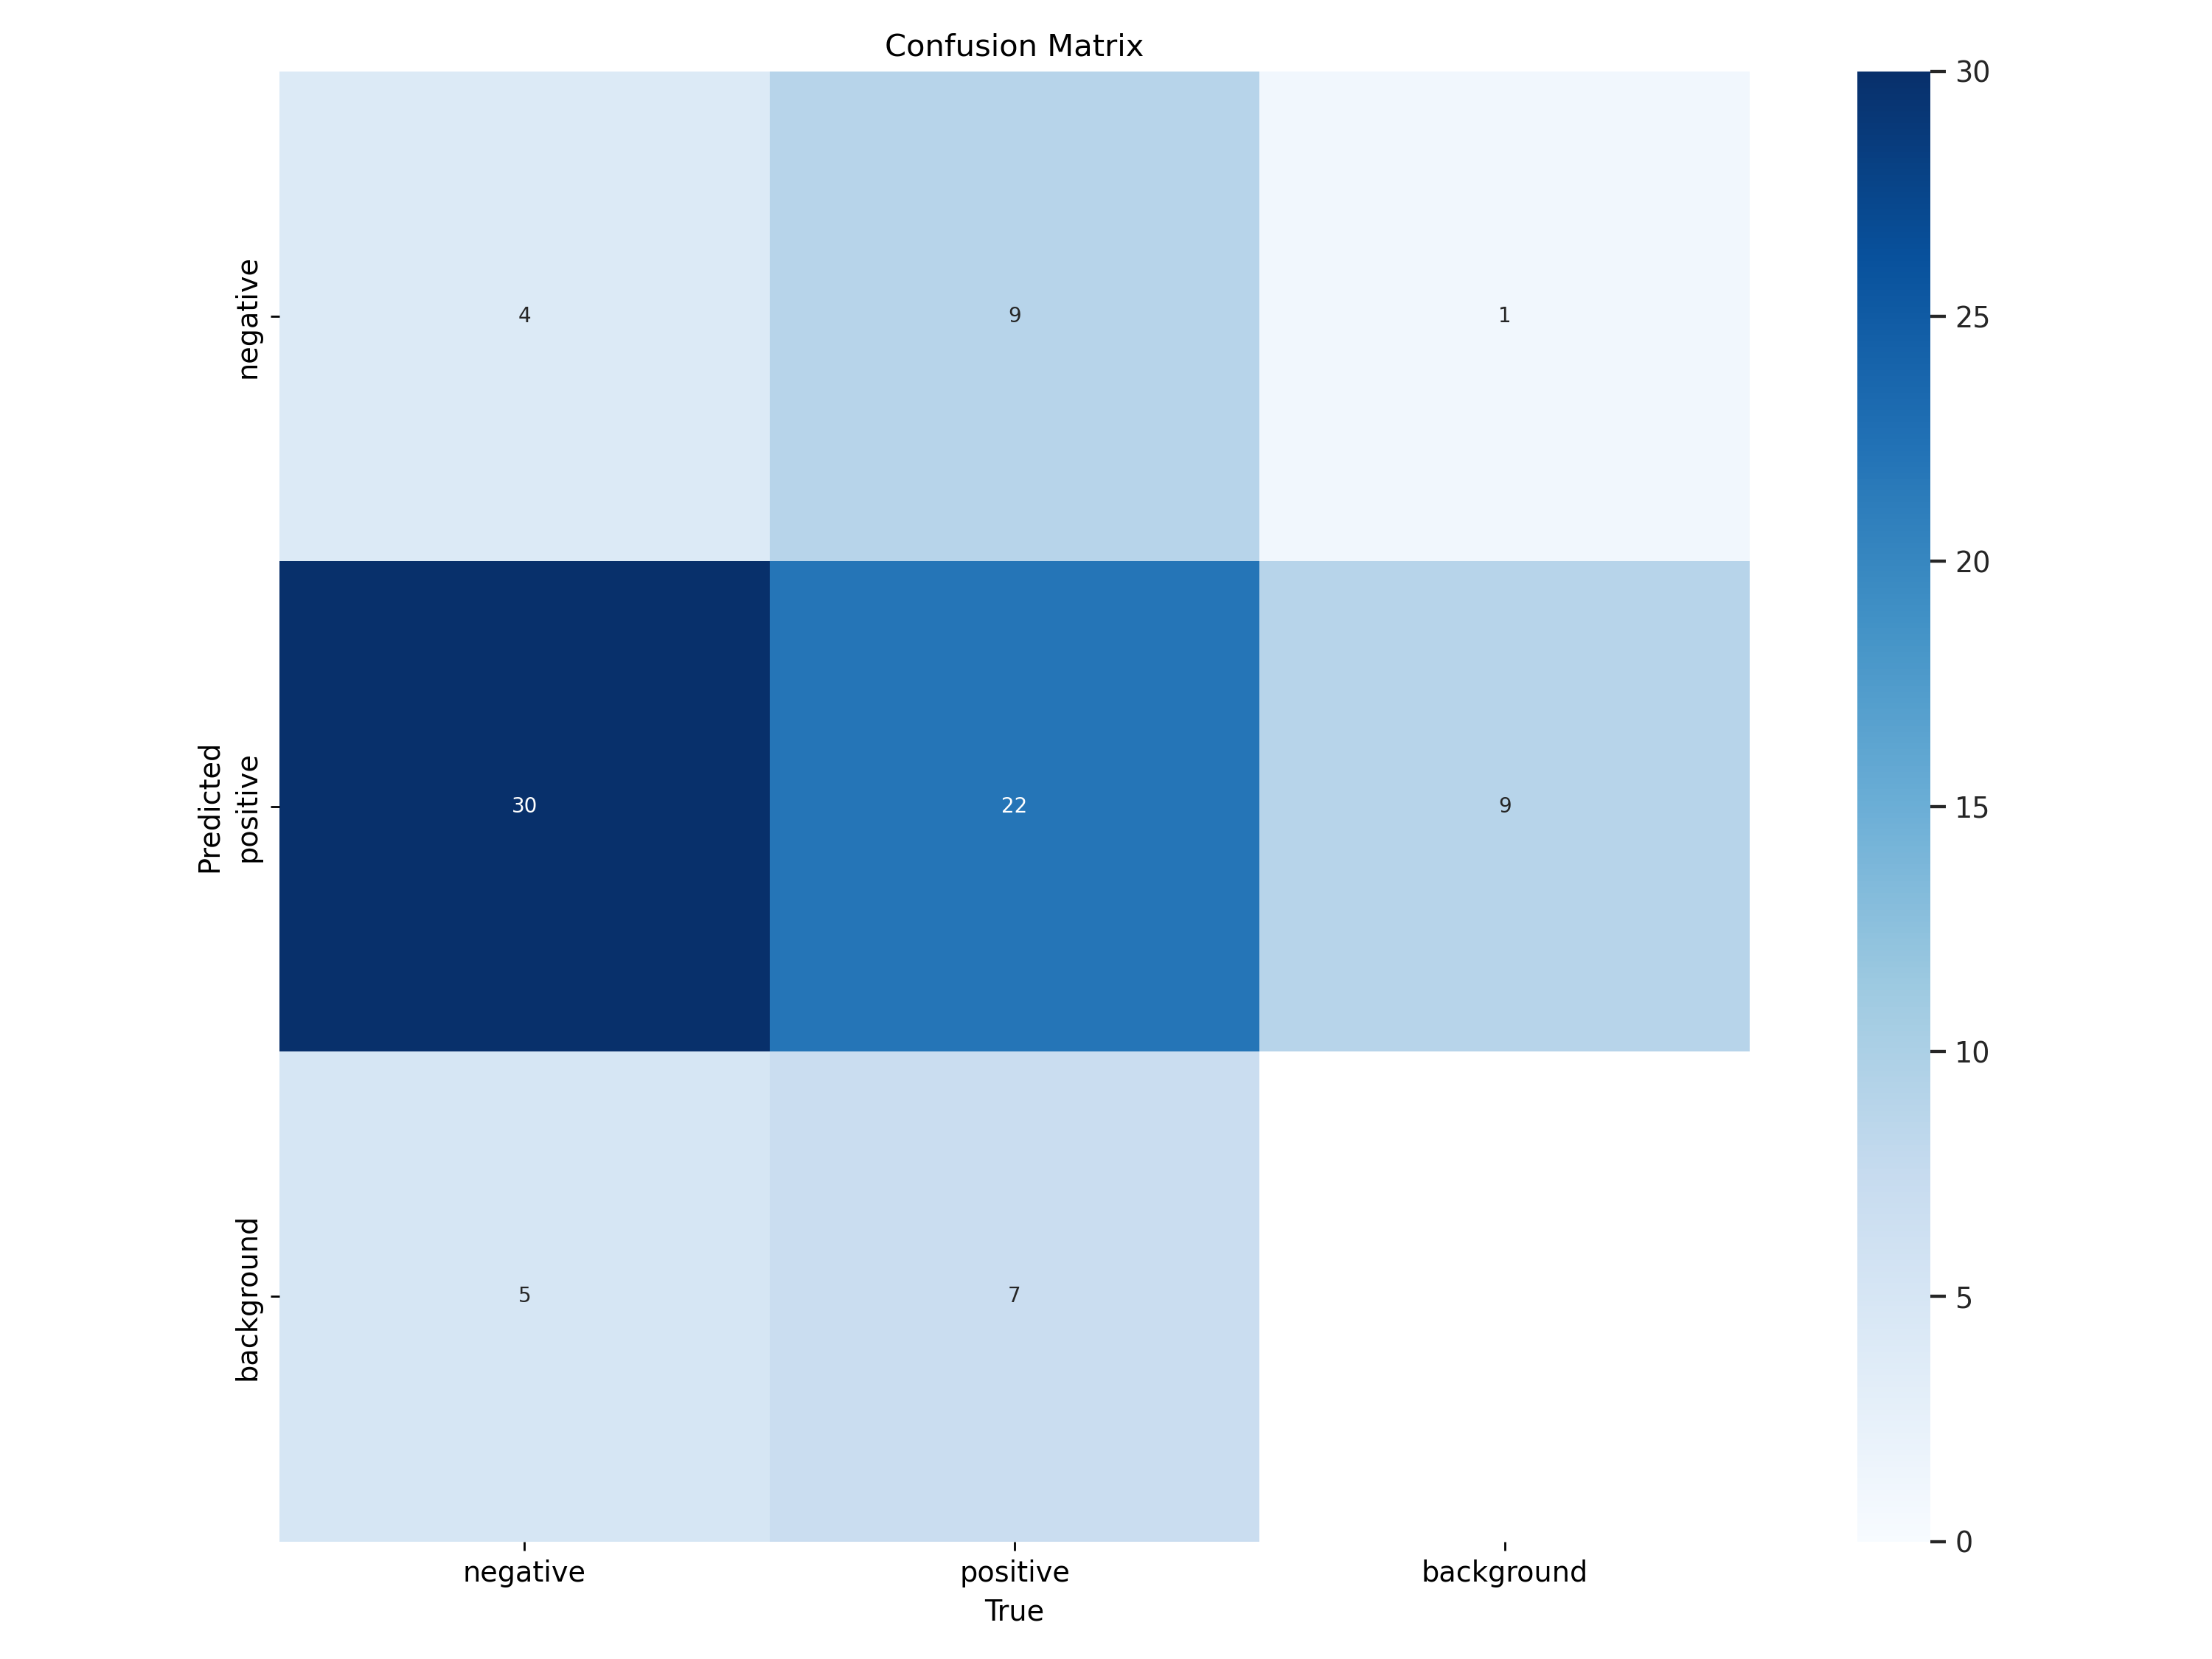 Confusion Matrix
negative
4
9
1
30
25
20
15
10
5
0
Predicted
positive
30
22
9
background
5
7
negative
positive
background
True